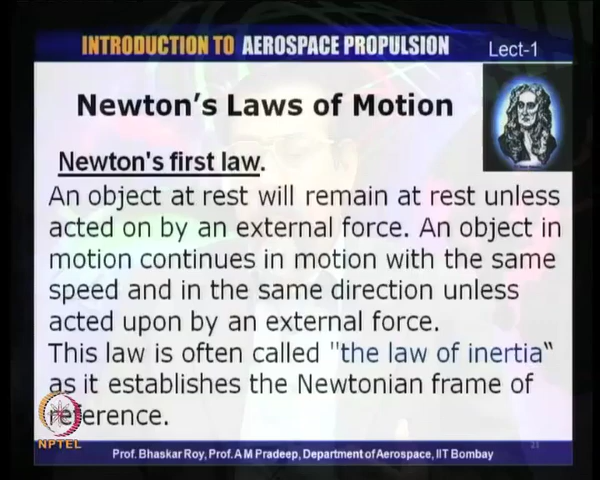 INTRODUCTION TO AEROSPACE PROPULSION
Lect-1
Newton's Laws of Motion
Newton's first law.
An object at rest will remain at rest unless
acted on by an external force. An object in
motion continues in motion with the same
speed and in the same direction unless
acted upon by an external force.
This law is often called "the law of inertia“
as it establishes the Newtonian frame of
reference.
NPTEL
Prof. Bhaskar Roy, Prof. A M Pradeep, Department of Aerospace, IIT Bombay
21